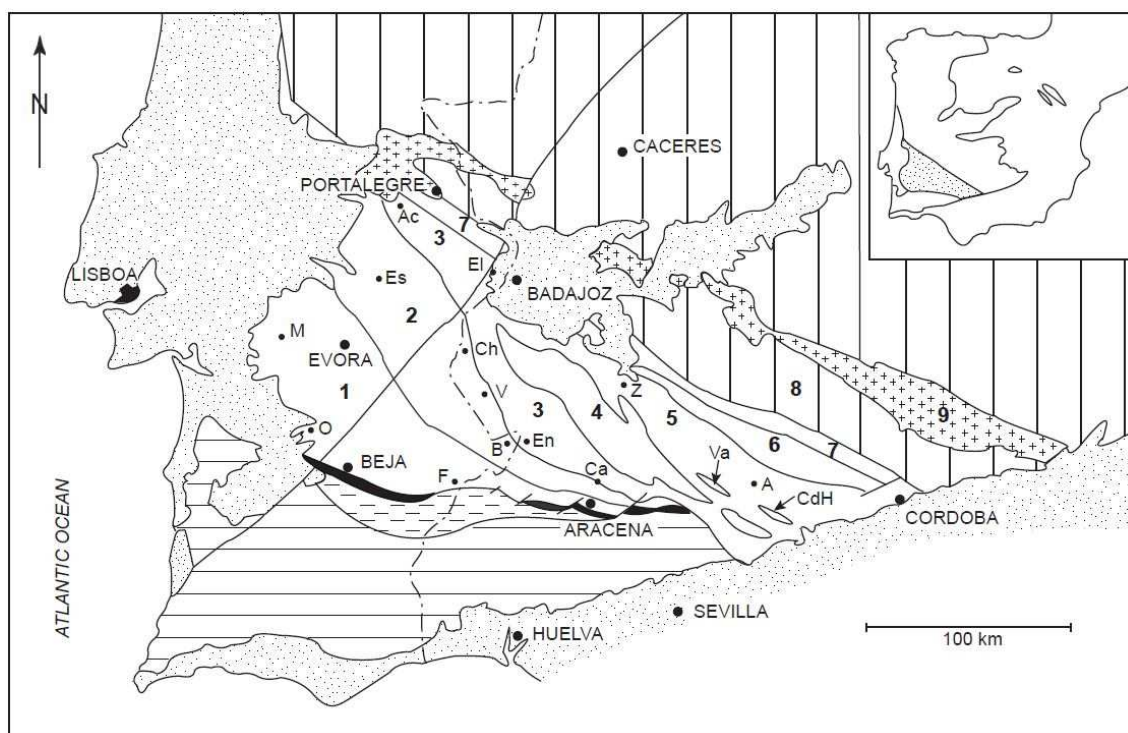 N
CACERES
PORTALEGRE
Ac
3
7
LISBOA
El
BADAJOZ
Es
2
M
EVORA
Ch
8
1
V
3
4
Z
5
9
6
7
O
B
En
Va
BEJA
F
Ca
A
CdH
ARACENA
CORDOBA
ATLANTIC OCEAN
SEVILLA
HUELVA
100 km